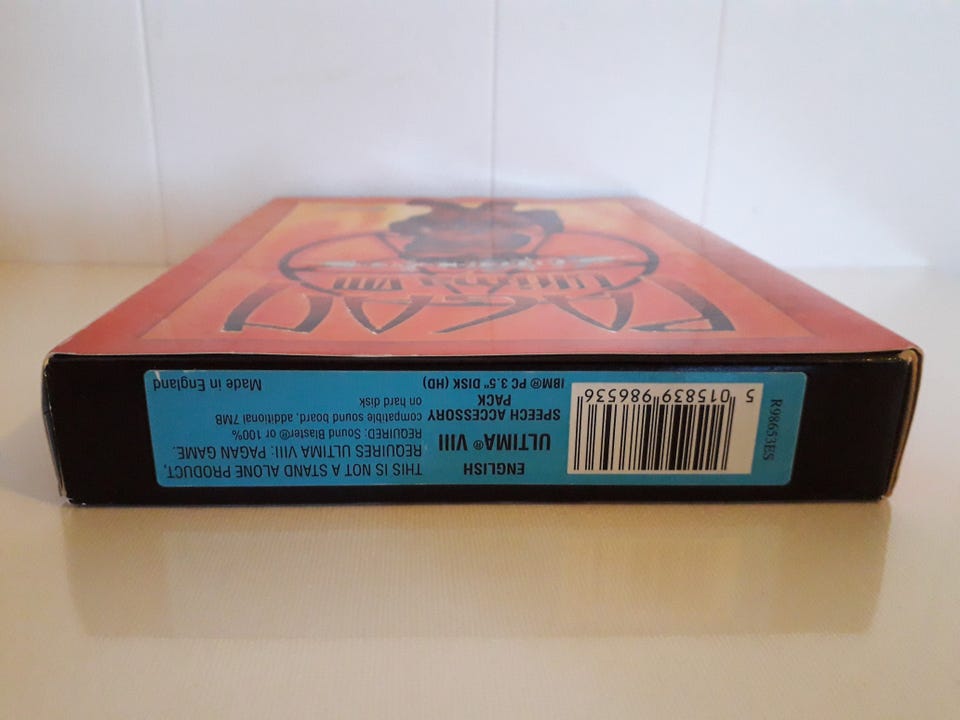 PAGAN
ULTIMA VIII
R98653ES
5 015839 986536
ENGLISH
ULTIMA® VIII
SPEECH ACCESSORY
PACK
IBM® PC 3.5" DISK (HD)
THIS IS NOT A STAND ALONE PRODUCT,
REQUIRES ULTIMA VIII: PAGAN GAME.
REQUIRED: Sound Blaster® or 100%
compatible sound board, additional 7MB
on hard disk
Made in England